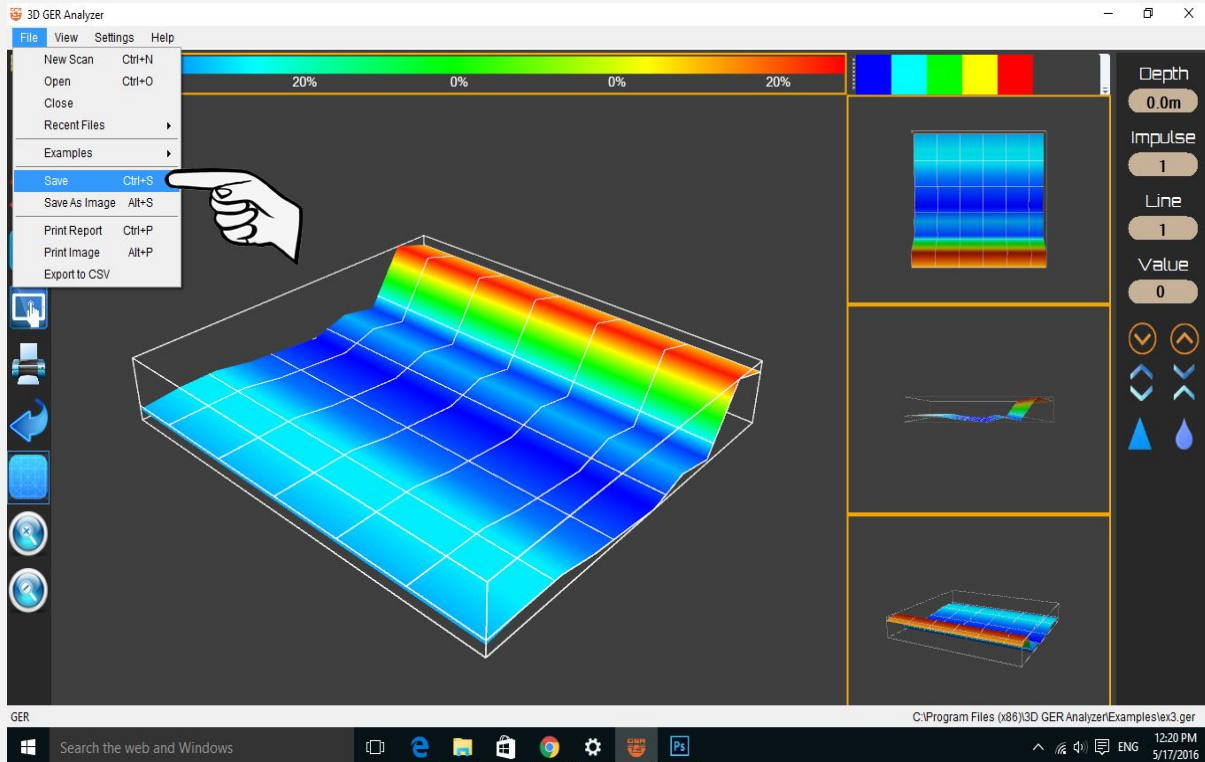 3D GER Analyzer
File View Settings Help
New Scan Ctrl+N
Open Ctrl+O
Close
Recent Files
Examples
Save Ctrl+S
Save As Image Alt+S
Print Report Ctrl+P
Print Image Alt+P
Export to CSV
20% 0% 0% 20%
Depth
0.0m
Impulse
1
Line
1
Value
0
GER C:\Program Files (x86)\3D GER Analyzer\Examples\ex3.ger
Search the web and Windows
Ps
ENG
12:20 PM
5/17/2016